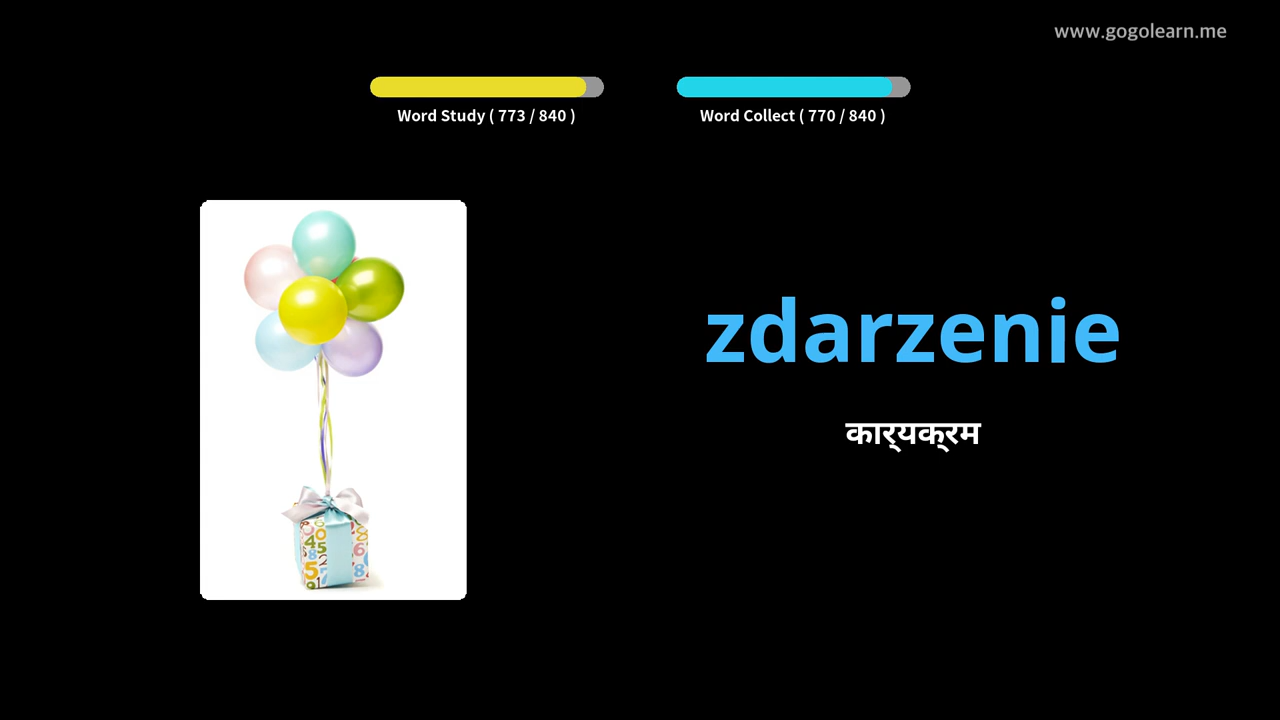 www.gogolearn.me
Word Study ( 773 / 840 )
Word Collect ( 770 / 840 )
zdarzenie
कार्यक्रम